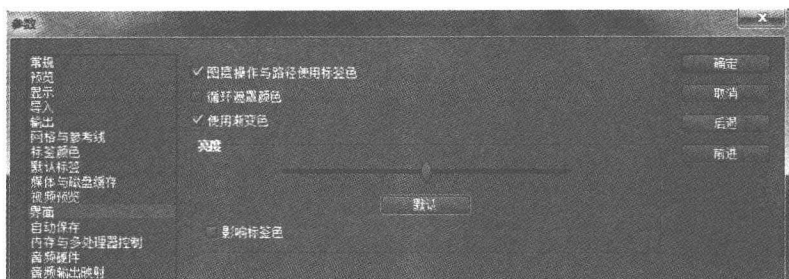 参数
常规
预览
显示
导入
输出
网格与参考线
标签颜色
默认标签
媒体与磁盘缓存
视频预览
界面
自动保存
内存与多处理器控制
音频硬件
音频输出映射
图层操作与路径使用标签色
循环遮罩颜色
使用渐变色
亮度
默认
影响标签色
确定
取消
后退
前进